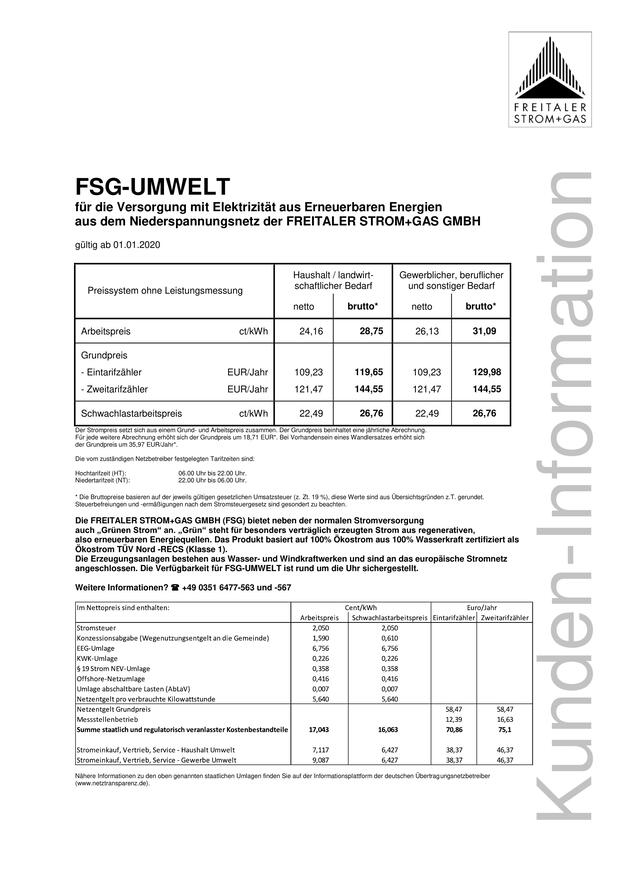 FREITALER
STROM+GAS
FSG-UMWELT
für die Versorgung mit Elektrizität aus Erneuerbaren Energien
aus dem Niederspannungsnetz der FREITALER STROM+GAS GMBH
gültig ab 01.01.2020
Preissystem ohne Leistungsmessung
Haushalt / landwirt-
schaftlicher Bedarf
Gewerblicher, beruflicher
und sonstiger Bedarf
netto brutto* netto brutto*
Arbeitspreis ct/kWh 24,16 28,75 26,13 31,09
Grundpreis
- Eintarifzähler EUR/Jahr 109,23 119,65 109,23 129,98
- Zweitarifzähler EUR/Jahr 121,47 144,55 121,47 144,55
Schwachlastarbeitspreis ct/kWh 22,49 26,76 22,49 26,76
Der Strompreis setzt sich aus einem Grund- und Arbeitspreis zusammen. Der Grundpreis beinhaltet eine jährliche Abrechnung.
Für jede weitere Abrechnung erhöht sich der Grundpreis um 18,71 EUR*. Bei Vorhandensein eines Wandlersatzes erhöht sich
der Grundpreis um 35,97 EUR/Jahr*.
Die vom zuständigen Netzbetreiber festgelegten Tarifzeiten sind:
Hochtarifzeit (HT): 06.00 Uhr bis 22.00 Uhr.
Niedertarifzeit (NT): 22.00 Uhr bis 06.00 Uhr.
* Die Bruttopreise basieren auf der jeweils gültigen gesetzlichen Umsatzsteuer (z. Zt. 19 %), diese Werte sind aus Übersichtsgründen z.T. gerundet.
Steuerbefreiungen und -ermäßigungen nach dem Stromsteuergesetz sind gesondert zu beachten.
Die FREITALER STROM+GAS GMBH (FSG) bietet neben der normalen Stromversorgung
auch „Grünen Strom“ an. „Grün“ steht für besonders verträglich erzeugten Strom aus regenerativen,
also erneuerbaren Energiequellen. Das Produkt basiert auf 100% Ökostrom aus 100% Wasserkraft zertifiziert als
Ökostrom TÜV Nord -RECS (Klasse 1).
Die Erzeugungsanlagen bestehen aus Wasser- und Windkraftwerken und sind an das europäische Stromnetz
angeschlossen. Die Verfügbarkeit für FSG-UMWELT ist rund um die Uhr sichergestellt.
Weitere Informationen? ☎ +49 0351 6477-563 und -567
Im Nettopreis sind enthalten: Cent/kWh Euro/Jahr
Arbeitspreis Schwachlastarbeitspreis Eintarifzähler Zweitarifzähler
Stromsteuer 2,050 2,050
Konzessionsabgabe (Wegenutzungsentgelt an die Gemeinde) 1,590 0,610
EEG-Umlage 6,756 6,756
KWK-Umlage 0,226 0,226
§ 19 Strom NEV-Umlage 0,358 0,358
Offshore-Netzumlage 0,416 0,416
Umlage abschaltbare Lasten (AbLaV) 0,007 0,007
Netzentgelt pro verbrauchte Kilowattstunde 5,640 5,640
Netzentgelt Grundpreis 58,47 58,47
Messstellenbetrieb 12,39 16,63
Summe staatlich und regulatorisch veranlasster Kostenbestandteile 17,043 16,063 70,86 75,1
Stromeinkauf, Vertrieb, Service - Haushalt Umwelt 7,117 6,427 38,37 46,37
Stromeinkauf, Vertrieb, Service - Gewerbe Umwelt 9,087 6,427 38,37 46,37
Nähere Informationen zu den oben genannten staatlichen Umlagen finden Sie auf der Informationsplattform der deutschen Übertragungsnetzbetreiber
(www.netztransparenz.de).
Kunden-Information